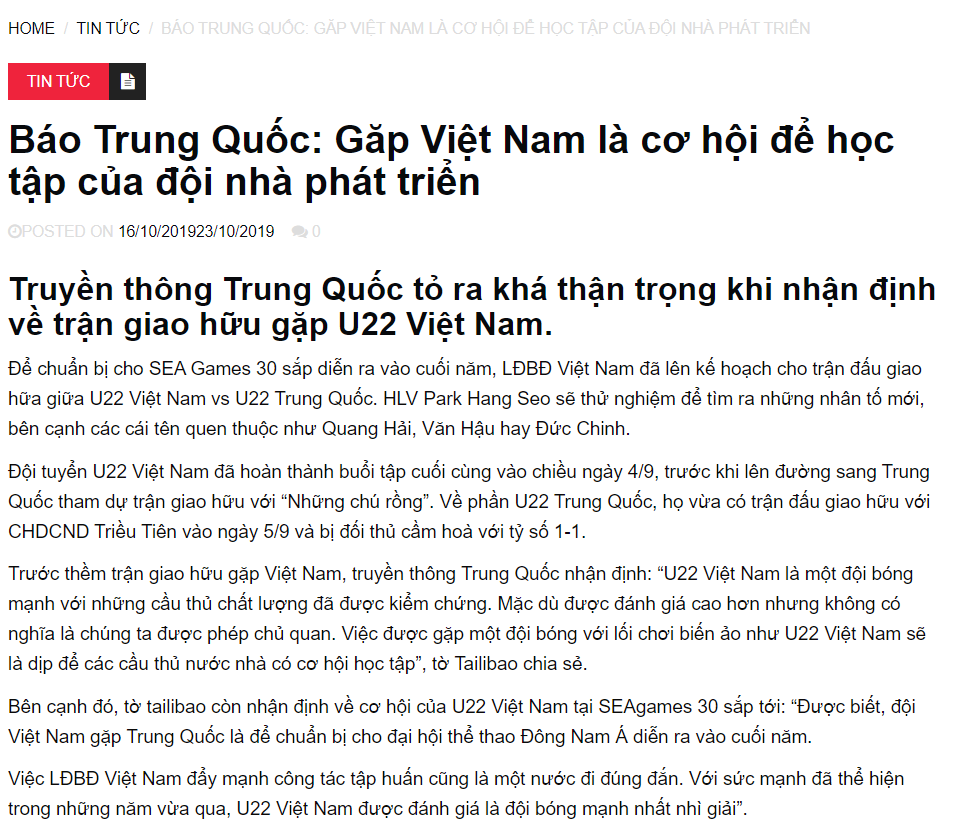 HOME / TIN TỨC / BÁO TRUNG QUỐC: GẶP VIỆT NAM LÀ CƠ HỘI ĐỂ HỌC TẬP CỦA ĐỘI NHÀ PHÁT TRIỂN
TIN TỨC
Báo Trung Quốc: Gặp Việt Nam là cơ hội để học
tập của đội nhà phát triển
POSTED ON 16/10/201923/10/2019 0
Truyền thông Trung Quốc tỏ ra khá thận trọng khi nhận định
về trận giao hữu gặp U22 Việt Nam.
Để chuẩn bị cho SEA Games 30 sắp diễn ra vào cuối năm, LĐBĐ Việt Nam đã lên kế hoạch cho trận đấu giao
hữa giữa U22 Việt Nam vs U22 Trung Quốc. HLV Park Hang Seo sẽ thử nghiệm để tìm ra những nhân tố mới,
bên cạnh các cái tên quen thuộc như Quang Hải, Văn Hậu hay Đức Chinh.
Đội tuyển U22 Việt Nam đã hoàn thành buổi tập cuối cùng vào chiều ngày 4/9, trước khi lên đường sang Trung
Quốc tham dự trận giao hữu với “Những chú rồng”. Về phần U22 Trung Quốc, họ vừa có trận đấu giao hữu với
CHDCND Triều Tiên vào ngày 5/9 và bị đối thủ cầm hoà với tỷ số 1-1.
Trước thềm trận giao hữu gặp Việt Nam, truyền thông Trung Quốc nhận định: “U22 Việt Nam là một đội bóng
mạnh với những cầu thủ chất lượng đã được kiểm chứng. Mặc dù được đánh giá cao hơn nhưng không có
nghĩa là chúng ta được phép chủ quan. Việc được gặp một đội bóng với lối chơi biến ảo như U22 Việt Nam sẽ
là dịp để các cầu thủ nước nhà có cơ hội học tập”, tờ Tailibao chia sẻ.
Bên cạnh đó, tờ tailibao còn nhận định về cơ hội của U22 Việt Nam tại SEAgames 30 sắp tới: “Được biết, đội
Việt Nam gặp Trung Quốc là để chuẩn bị cho đại hội thể thao Đông Nam Á diễn ra vào cuối năm.
Việc LĐBĐ Việt Nam đẩy mạnh công tác tập huấn cũng là một nước đi đúng đắn. Với sức mạnh đã thể hiện
trong những năm vừa qua, U22 Việt Nam được đánh giá là đội bóng mạnh nhất nhì giải”.